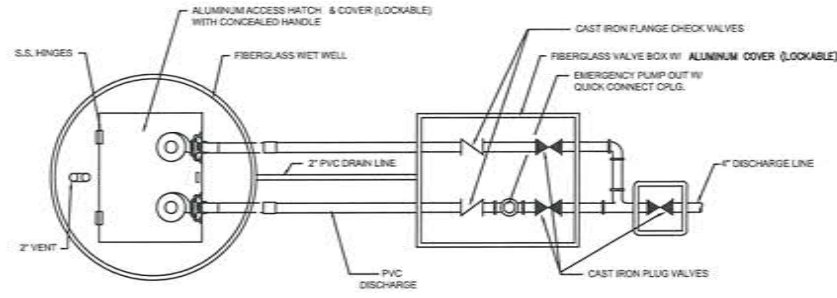 ALUMINUM ACCESS HATCH & COVER (LOCKABLE)
WITH CONCEALED HANDLE
S.S. HINGES
FIBERGLASS WET WELL
CAST IRON FLANGE CHECK VALVES
FIBERGLASS VALVE BOX W/ ALUMINUM COVER (LOCKABLE)
EMERGENCY PUMP OUT W/
QUICK CONNECT CPLG.
2" PVC DRAIN LINE
4" DISCHARGE LINE
2" VENT
PVC
DISCHARGE
CAST IRON PLUG VALVES